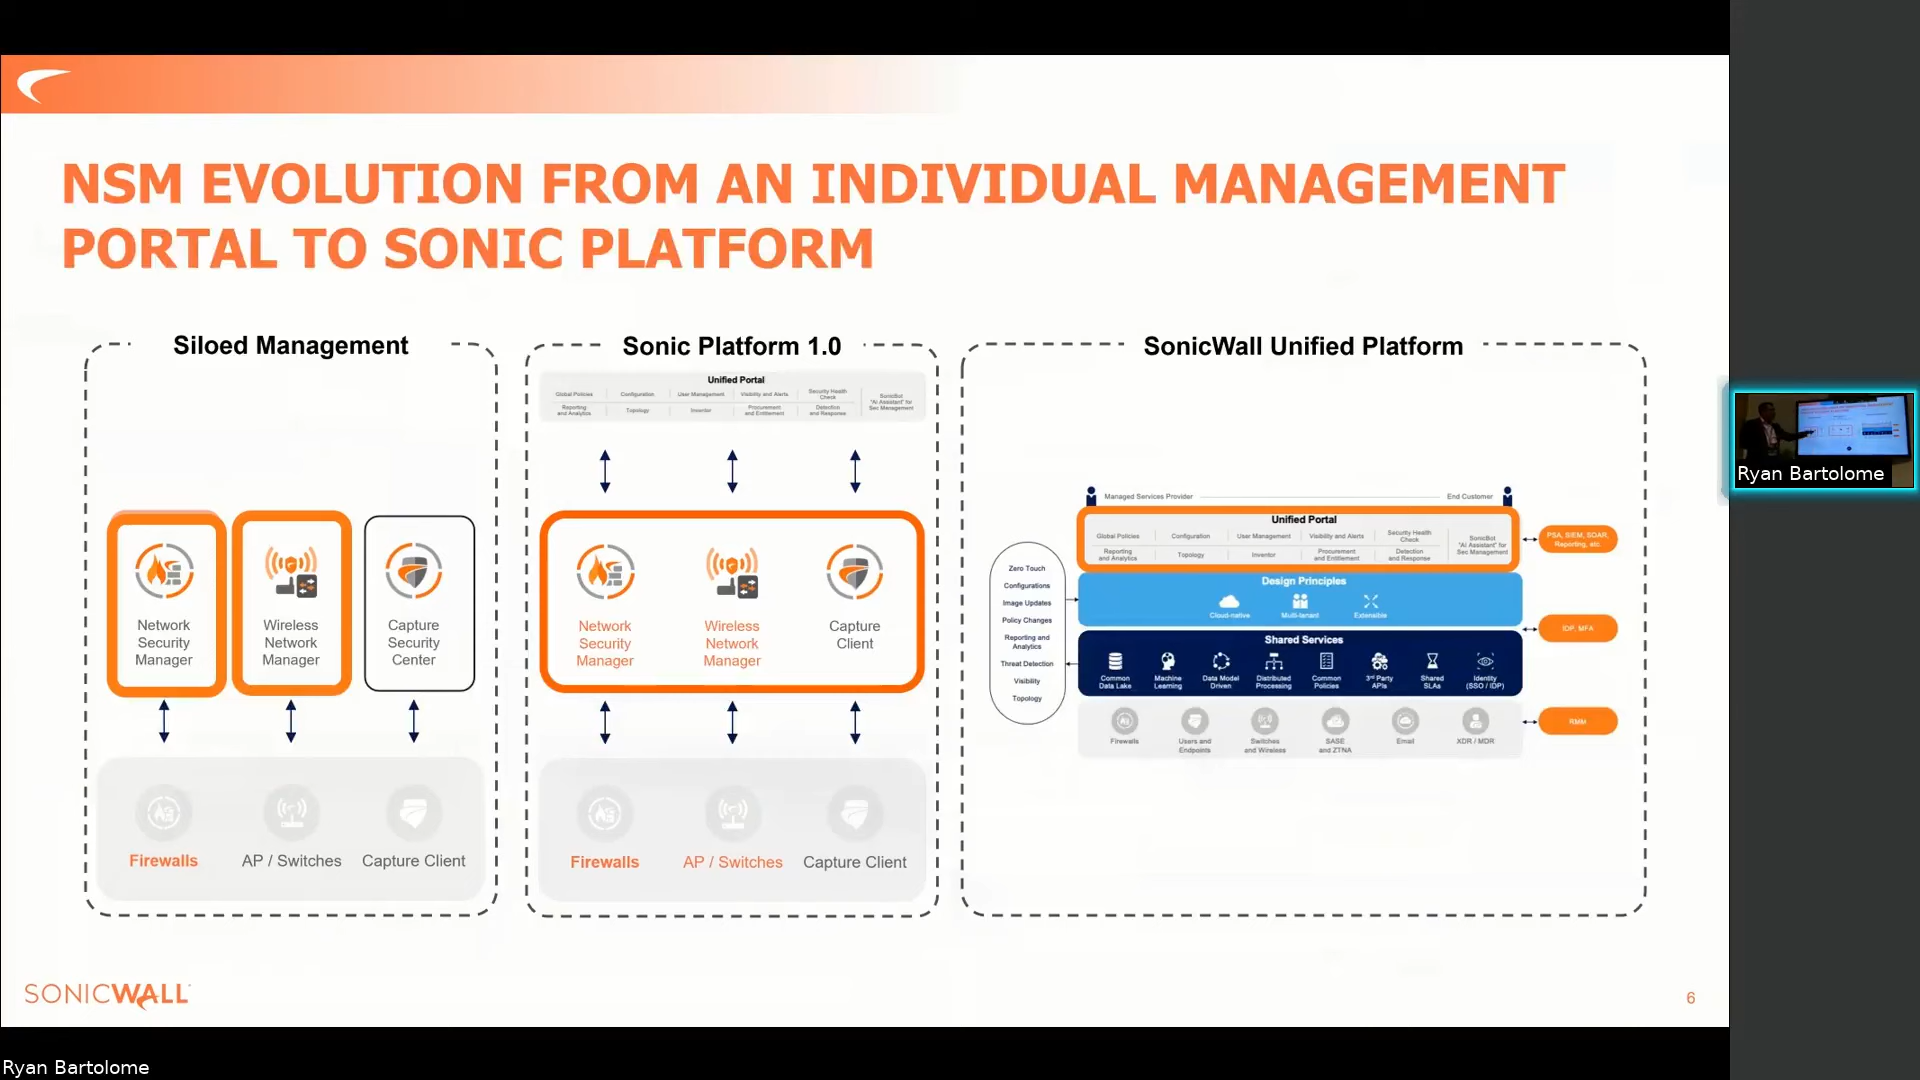 NSM EVOLUTION FROM AN INDIVIDUAL MANAGEMENT
PORTAL TO SONIC PLATFORM
Siloed Management
Network
Security
Manager
Wireless
Network
Manager
Capture
Security
Center
Firewalls
AP / Switches
Capture Client
Sonic Platform 1.0
Unified Portal
Global Policies
Configuration
User Management
Visibility and Alerts
Security Health
Check
SonicBot
"AI Assistant" for
Sec Management
Reporting
and Analytics
Topology
Inventor
Procurement
and Entitlement
Detection
and Response
Network
Security
Manager
Wireless
Network
Manager
Capture
Client
Firewalls
AP / Switches
Capture Client
SonicWall Unified Platform
Managed Services Provider
End Customer
Unified Portal
Global Policies
Configuration
User Management
Visibility and Alerts
Security Health
Check
SonicBot
"AI Assistant" for
Sec Management
Reporting
and Analytics
Topology
Inventor
Procurement
and Entitlement
Detection
and Response
PSA, SIEM, SOAR,
Reporting, etc.
Zero Touch
Configurations
Image Updates
Policy Changes
Reporting and
Analytics
Threat Detection
Visibility
Topology
Design Principles
Cloud-native
Multi-tenant
Extensible
IDP, MFA
Shared Services
Common
Data Lake
Machine
Learning
Data Model
Driven
Distributed
Processing
Common
Policies
3rd Party
APIs
Shared
SLAs
Identity
(SSO / IDP)
Firewalls
Users and
Endpoints
Switches
and Wireless
SASE
and ZTNA
Email
XDR / MDR
RMM
SONICWALL
6
Ryan Bartolome
Ryan Bartolome